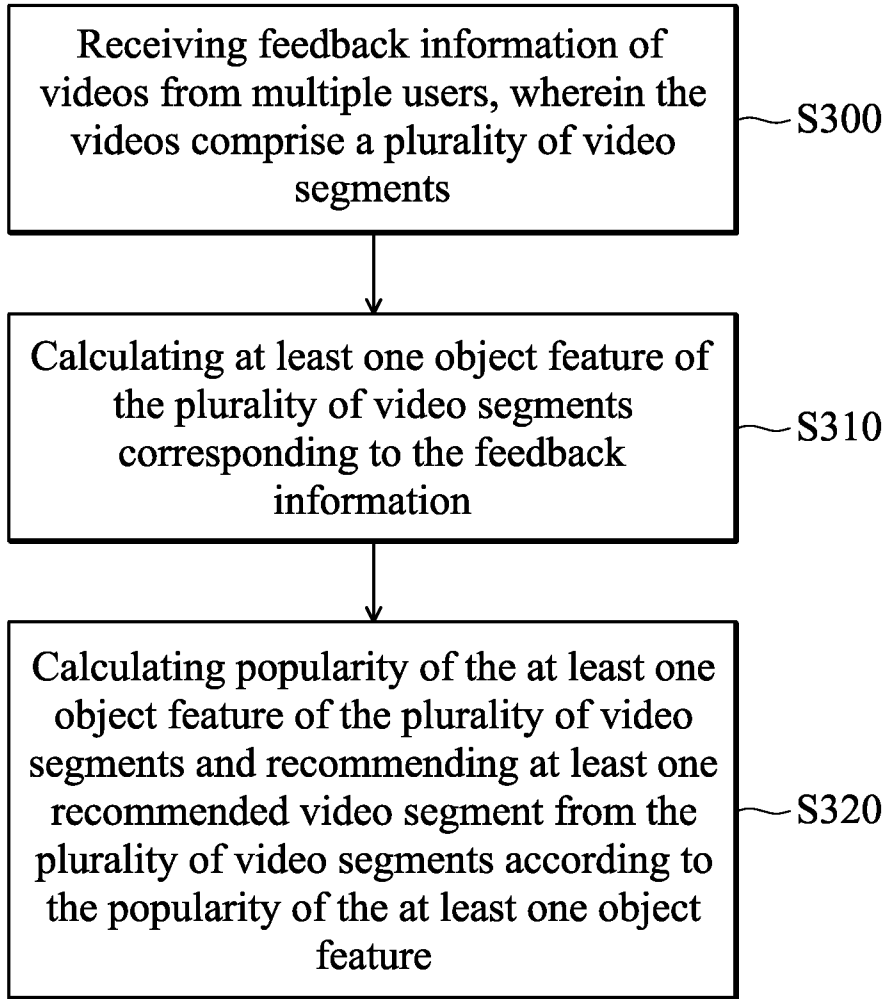 Receiving feedback information of
videos from multiple users, wherein the
videos comprise a plurality of video
segments
S300
Calculating at least one object feature of
the plurality of video segments
corresponding to the feedback
information
S310
Calculating popularity of the at least one
object feature of the plurality of video
segments and recommending at least one
recommended video segment from the
plurality of video segments according to
the popularity of the at least one object
feature
S320